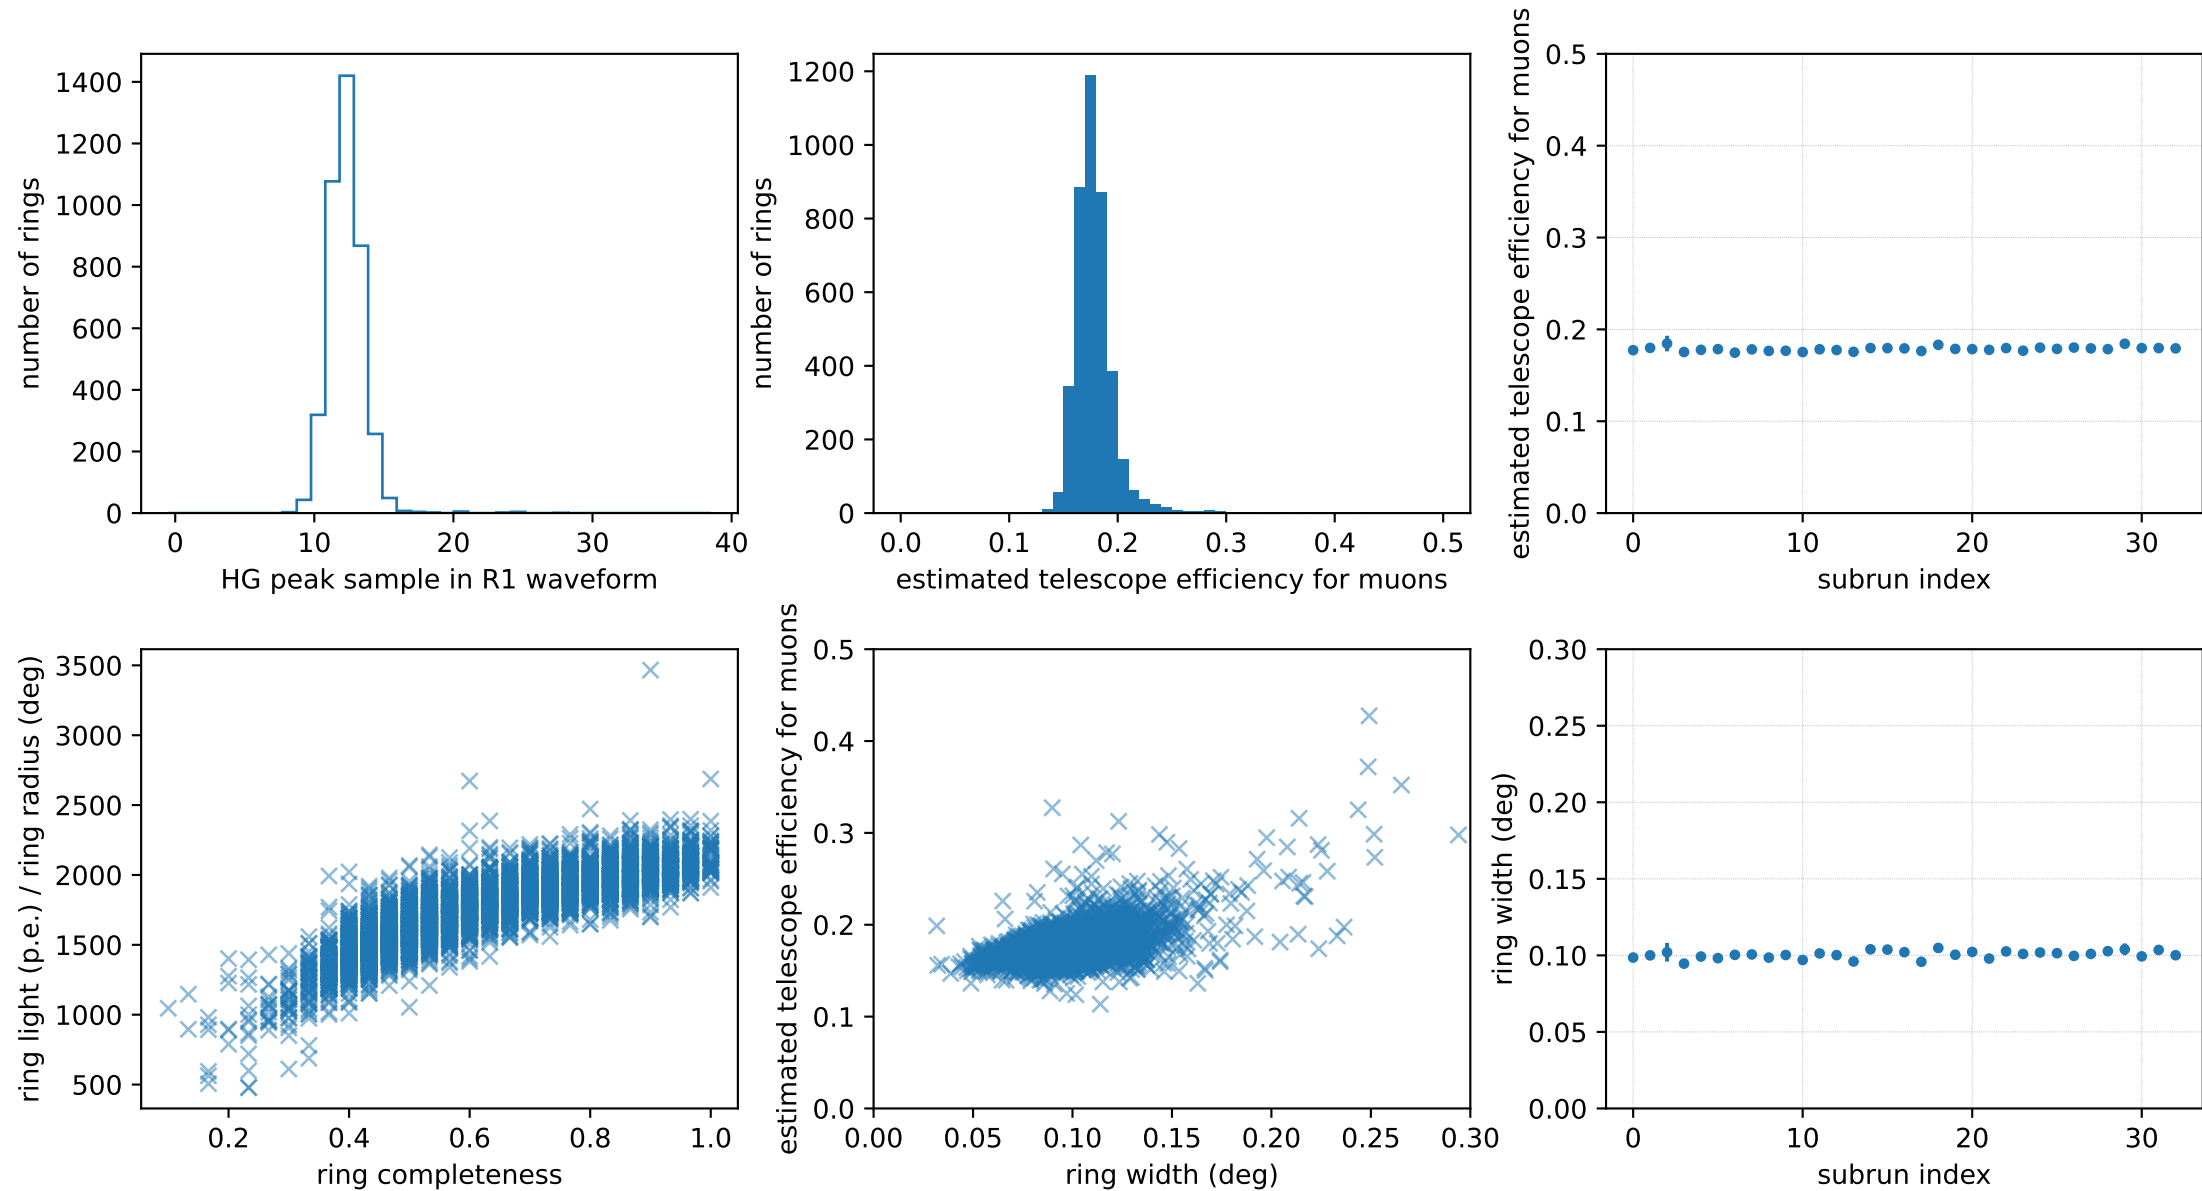 1400
1200
1000
800
600
400
200
0
number of rings
0 10 20 30 40
HG peak sample in R1 waveform
1200
1000
800
600
400
200
0
number of rings
0.0 0.1 0.2 0.3 0.4 0.5
estimated telescope efficiency for muons
0.5
0.4
0.3
0.2
0.1
0.0
estimated telescope efficiency for muons
0 10 20 30
subrun index
3500
3000
2500
2000
1500
1000
500
ring light (p.e.) / ring radius (deg)
0.2 0.4 0.6 0.8 1.0
ring completeness
0.5
0.4
0.3
0.2
0.1
0.0
estimated telescope efficiency for muons
0.00 0.05 0.10 0.15 0.20 0.25 0.30
ring width (deg)
0.30
0.25
0.20
0.15
0.10
0.05
0.00
ring width (deg)
0 10 20 30
subrun index